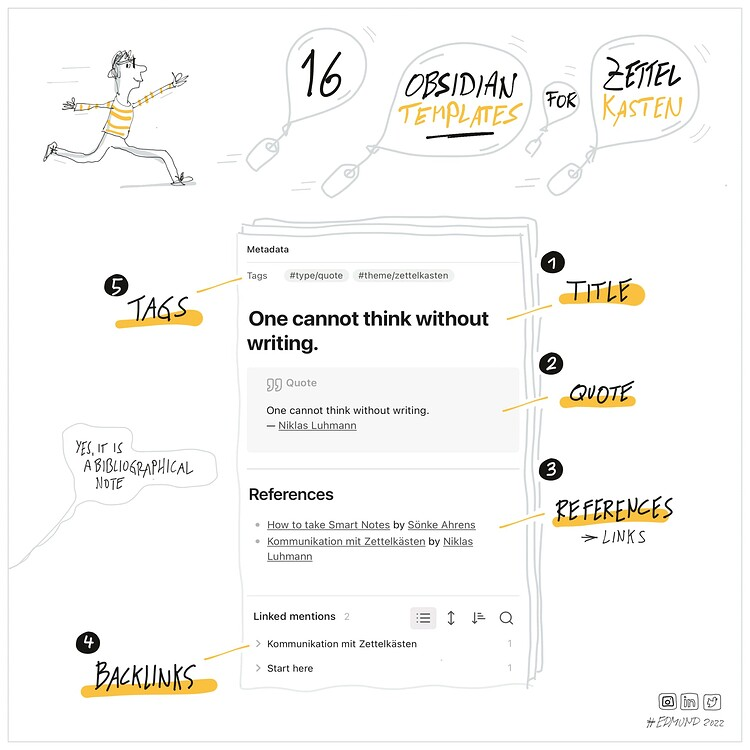 16
OBSIDIAN
TEMPLATES
FOR
ZETTEL
KASTEN
Metadata
Tags #type/quote #theme/zettelkasten
5
TAGS
1
TITLE
One cannot think without
writing.
2
QUOTE
Quote
One cannot think without writing.
— Niklas Luhmann
YES, IT IS
A BIBLIOGRAPHICAL
NOTE
3
REFERENCES
→ LINKS
References
• How to take Smart Notes by Sönke Ahrens
• Kommunikation mit Zettelkästen by Niklas
Luhmann
4
BACKLINKS
Linked mentions 2
> Kommunikation mit Zettelkästen 1
> Start here 1
in
#EDMUND 2022